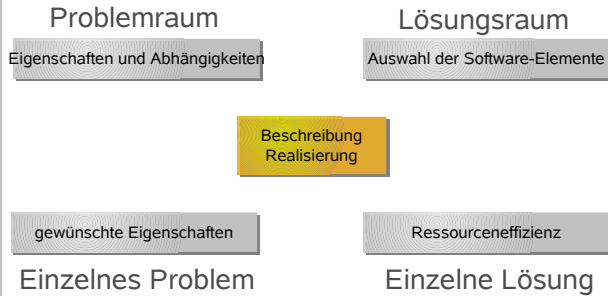 Problemraum
Lösungsraum
Eigenschaften und Abhängigkeiten
Auswahl der Software-Elemente
Beschreibung
Realisierung
gewünschte Eigenschaften
Ressourceneffizienz
Einzelnes Problem
Einzelne Lösung